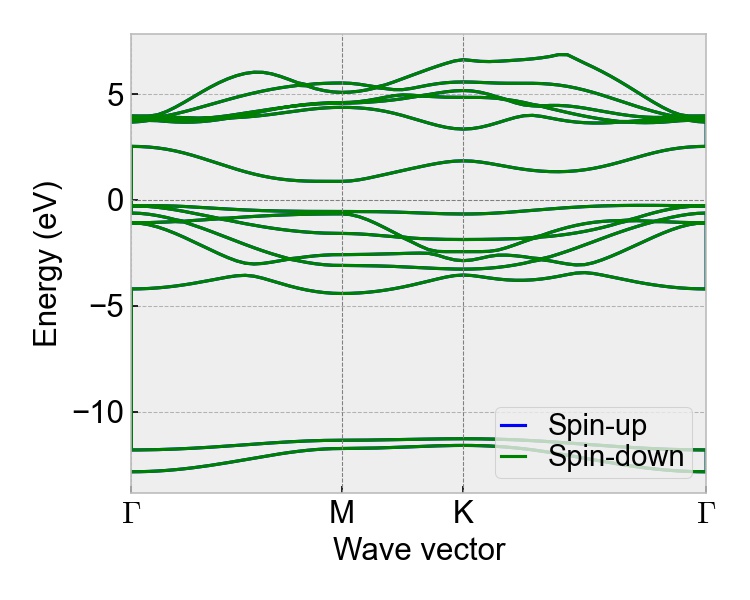 Energy (eV)
5
0
−5
−10
Spin-up
Spin-down
Γ M K Γ
Wave vector